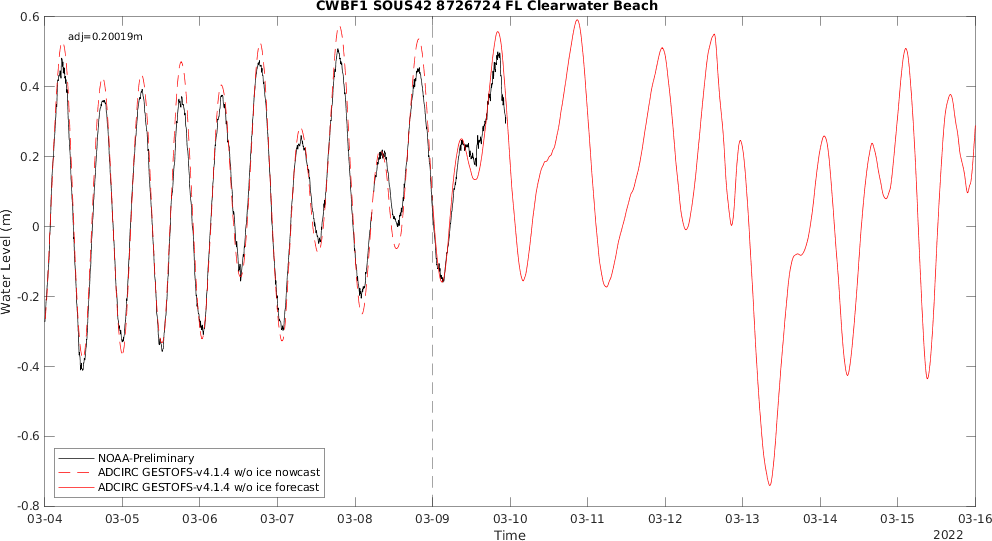 CWBF1 SOUS42 8726724 FL Clearwater Beach
adj=0.20019m
0.6
0.4
0.2
0
-0.2
-0.4
-0.6
-0.8
Water Level (m)
NOAA-Preliminary
ADCIRC GESTOFS-v4.1.4 w/o ice nowcast
ADCIRC GESTOFS-v4.1.4 w/o ice forecast
03-04 03-05 03-06 03-07 03-08 03-09 03-10 03-11 03-12 03-13 03-14 03-15 03-16
Time
2022